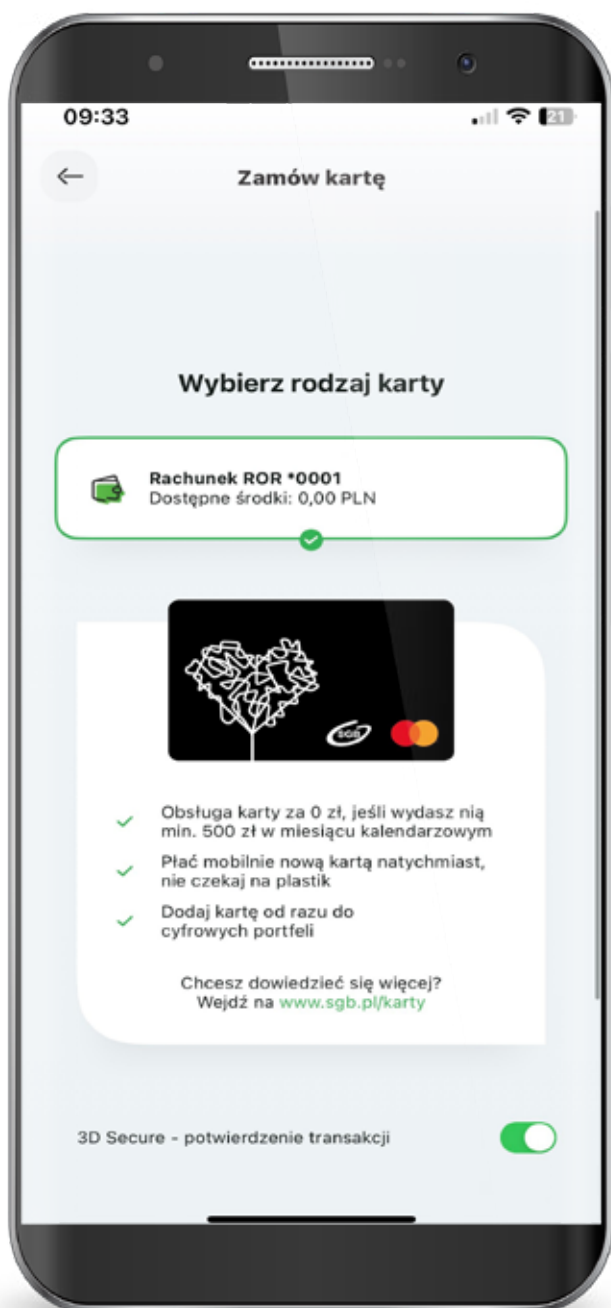 09:33
21
Zamów kartę
Wybierz rodzaj karty
Rachunek ROR *0001
Dostępne środki: 0,00 PLN
SGB
Obsługa karty za 0 zł, jeśli wydasz nią
min. 500 zł w miesiącu kalendarzowym
Płać mobilnie nową kartą natychmiast,
nie czekaj na plastik
Dodaj kartę od razu do
cyfrowych portfeli
Chcesz dowiedzieć się więcej?
Wejdź na www.sgb.pl/karty
3D Secure - potwierdzenie transakcji